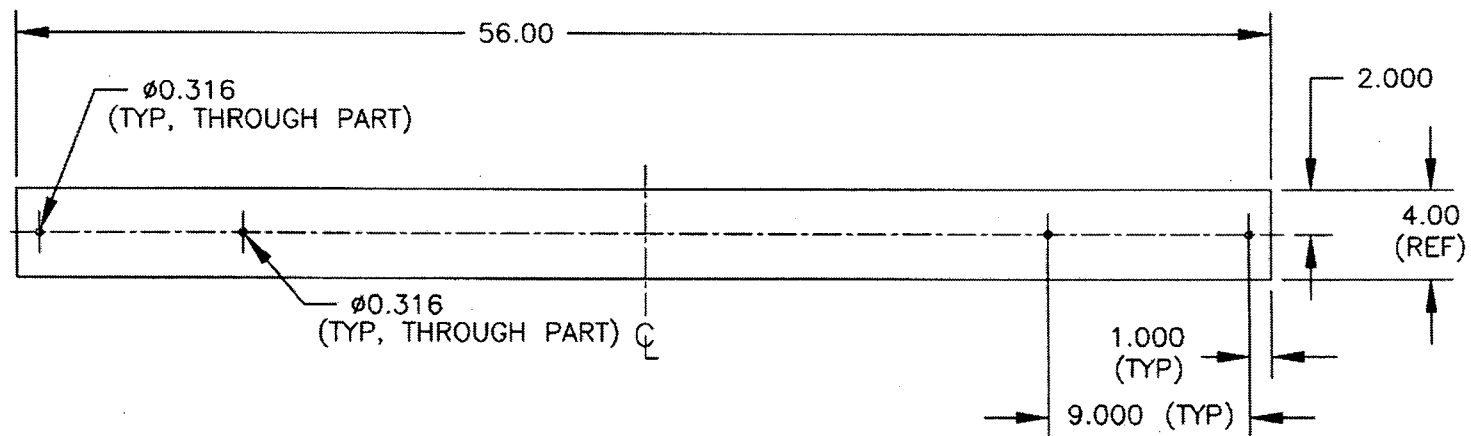 56.00
ø0.316
(TYP, THROUGH PART)
2.000
4.00
(REF)
ø0.316
(TYP, THROUGH PART) ℄
1.000
(TYP)
9.000 (TYP)